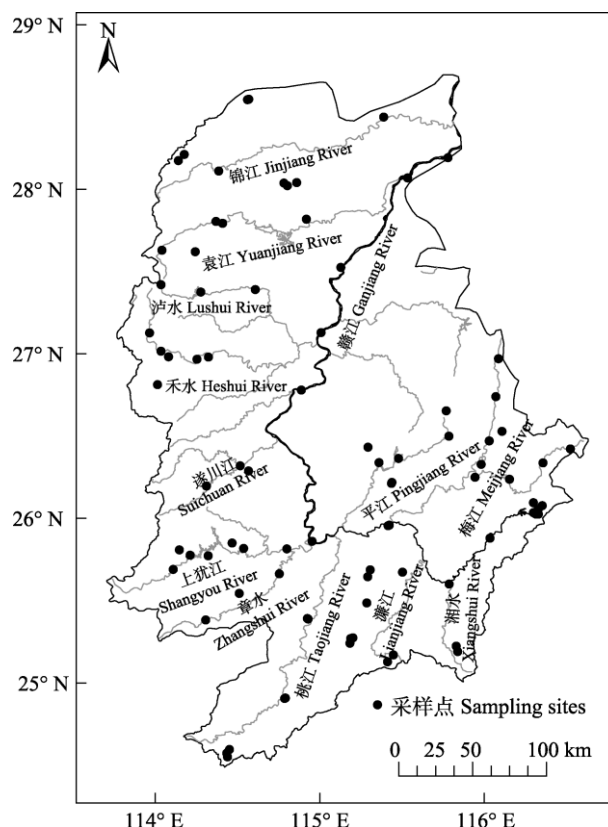 29° N
N
28° N
锦江 Jinjiang River
袁江 Yuanjiang River
赣江 Ganjiang River
泸水 Lushui River
27° N
禾水 Heshui River
遂川江
Suichuan River
平江 Pingjiang River
梅江 Meijiang River
26° N
上犹江
Shangyou River
章水
Zhangshui River
桃江 Taojiang River
濂江
Lianjiang River
湘水
Xiangshui River
25° N
采样点 Sampling sites
0 25 50 100 km
114° E 115° E 116° E